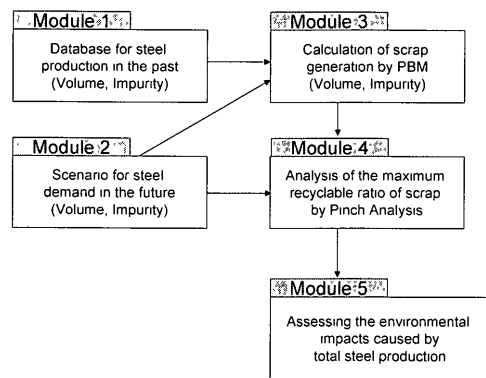 Module 1
Database for steel
production in the past
(Volume, Impurity)
Module 2
Scenario for steel
demand in the future
(Volume, Impurity)
Module 3
Calculation of scrap
generation by PBM
(Volume, Impurity)
Module 4
Analysis of the maximum
recyclable ratio of scrap
by Pinch Analysis
Module 5
Assessing the environmental
impacts caused by
total steel production